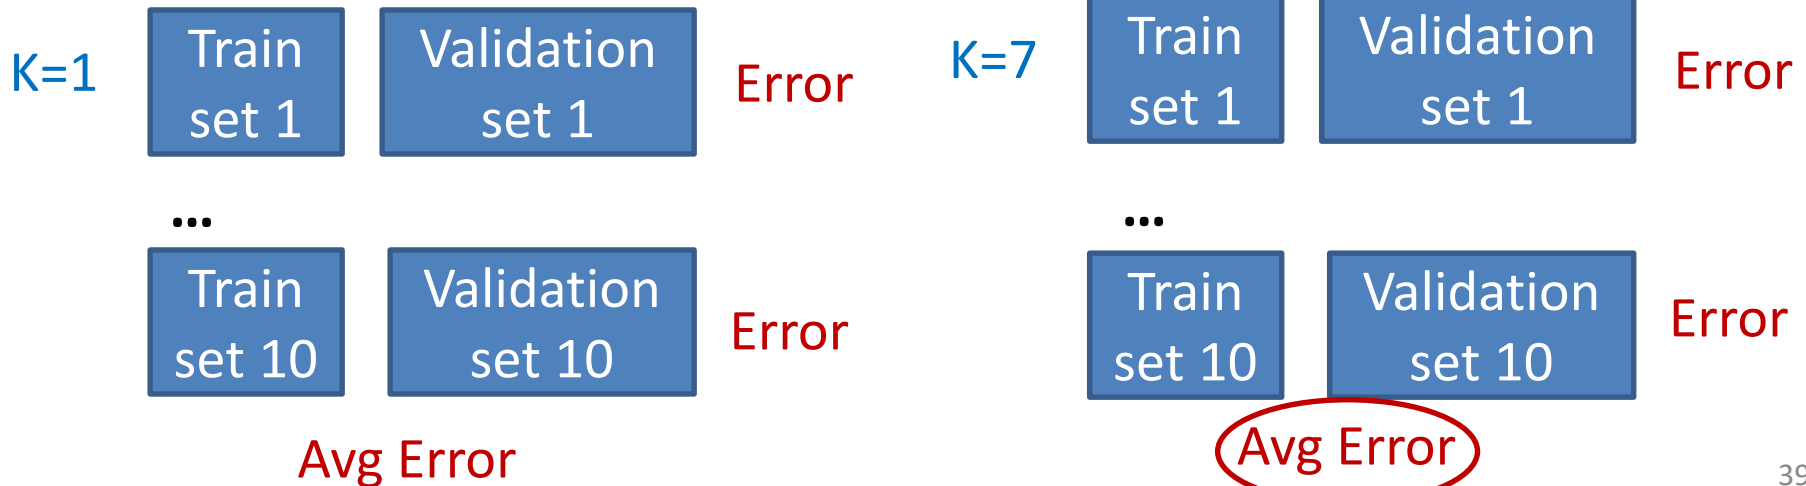 K=1
Train
set 1
Validation
set 1
Error
...
Train
set 10
Validation
set 10
Error
Avg Error
K=7
Train
set 1
Validation
set 1
Error
...
Train
set 10
Validation
set 10
Error
Avg Error
39